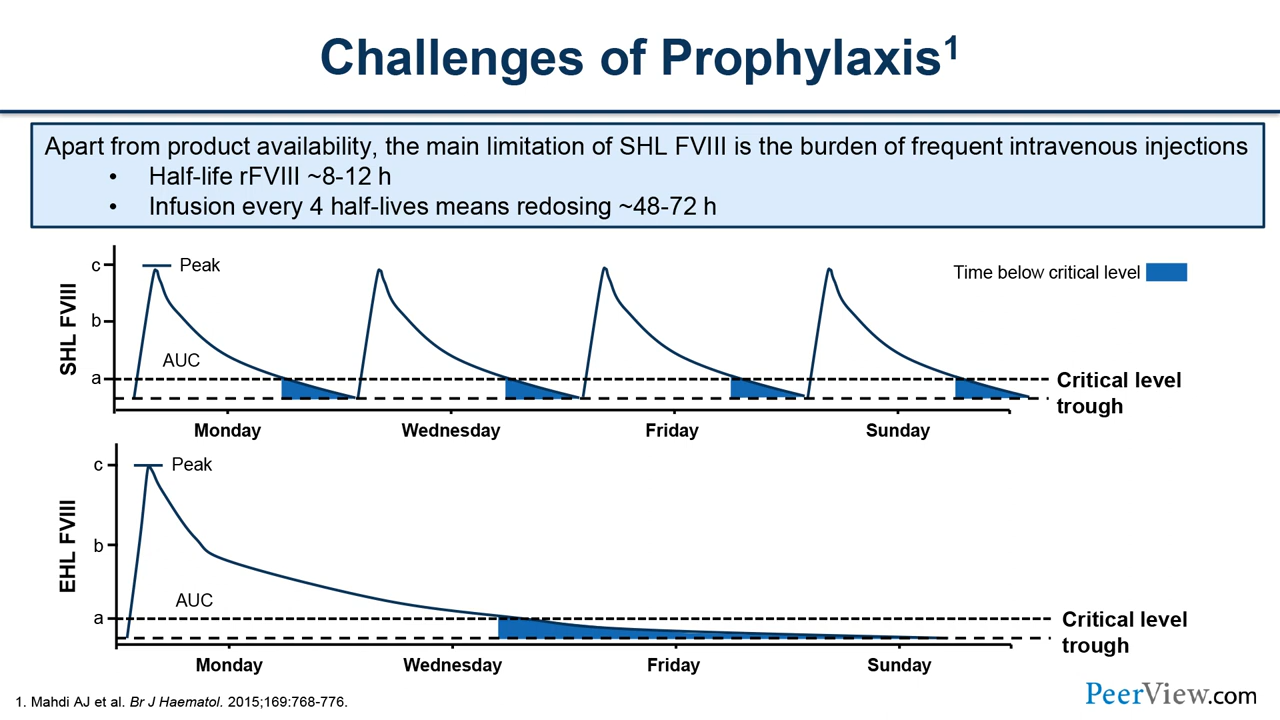 Challenges of Prophylaxis¹
Apart from product availability, the main limitation of SHL FVIII is the burden of frequent intravenous injections
• Half-life rFVIII ~8-12 h
• Infusion every 4 half-lives means redosing ~48-72 h
SHL FVIII
c
b
a
Peak
AUC
Time below critical level
Critical level
trough
Monday
Wednesday
Friday
Sunday
EHL FVIII
c
b
a
Peak
AUC
Critical level
trough
Monday
Wednesday
Friday
Sunday
1. Mahdi AJ et al. Br J Haematol. 2015;169:768-776.
PeerView.com